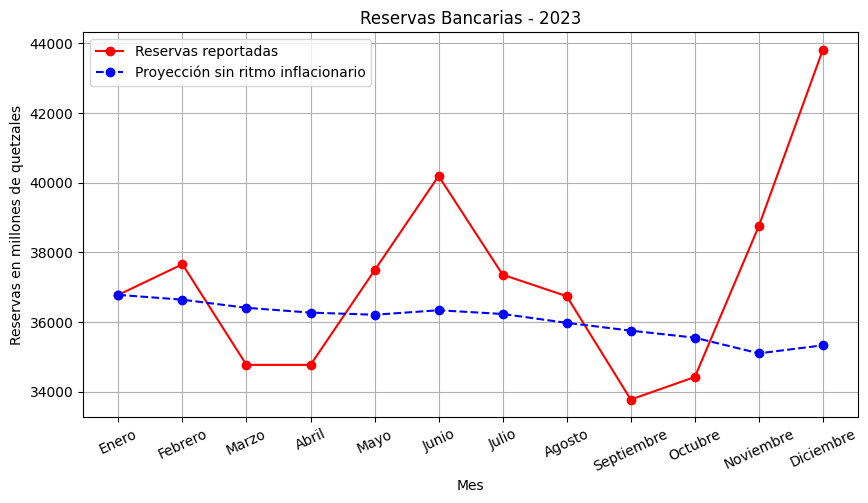 Reservas Bancarias - 2023
Reservas reportadas
Proyección sin ritmo inflacionario
Reservas en millones de quetzales
44000
42000
40000
38000
36000
34000
Enero
Febrero
Marzo
Abril
Mayo
Junio
Julio
Agosto
Septiembre
Octubre
Noviembre
Diciembre
Mes